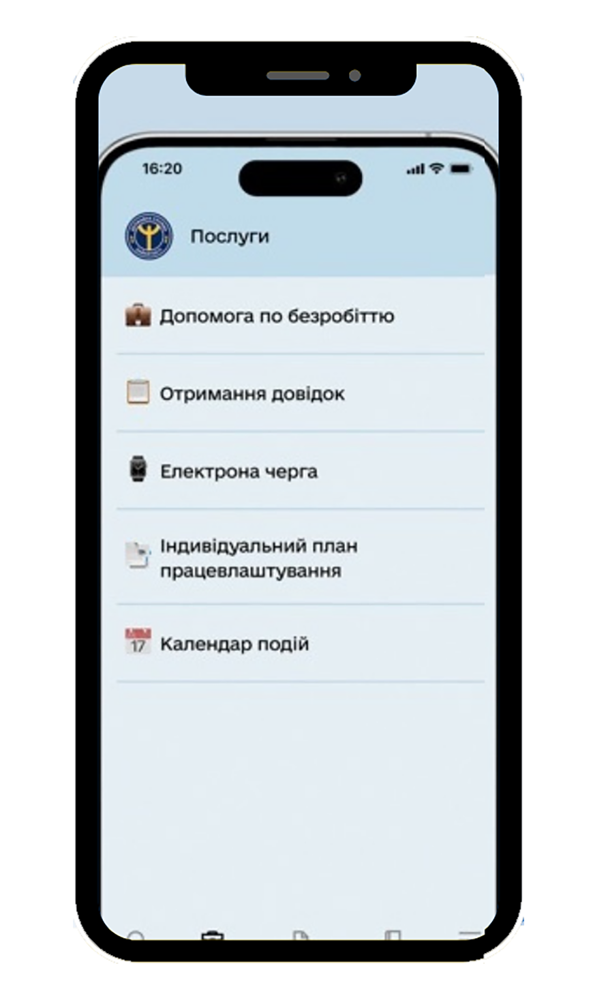 16:20
Послуги
Допомога по безробіттю
Отримання довідок
Електрона черга
Індивідуальний план
працевлаштування
17
Календар подій